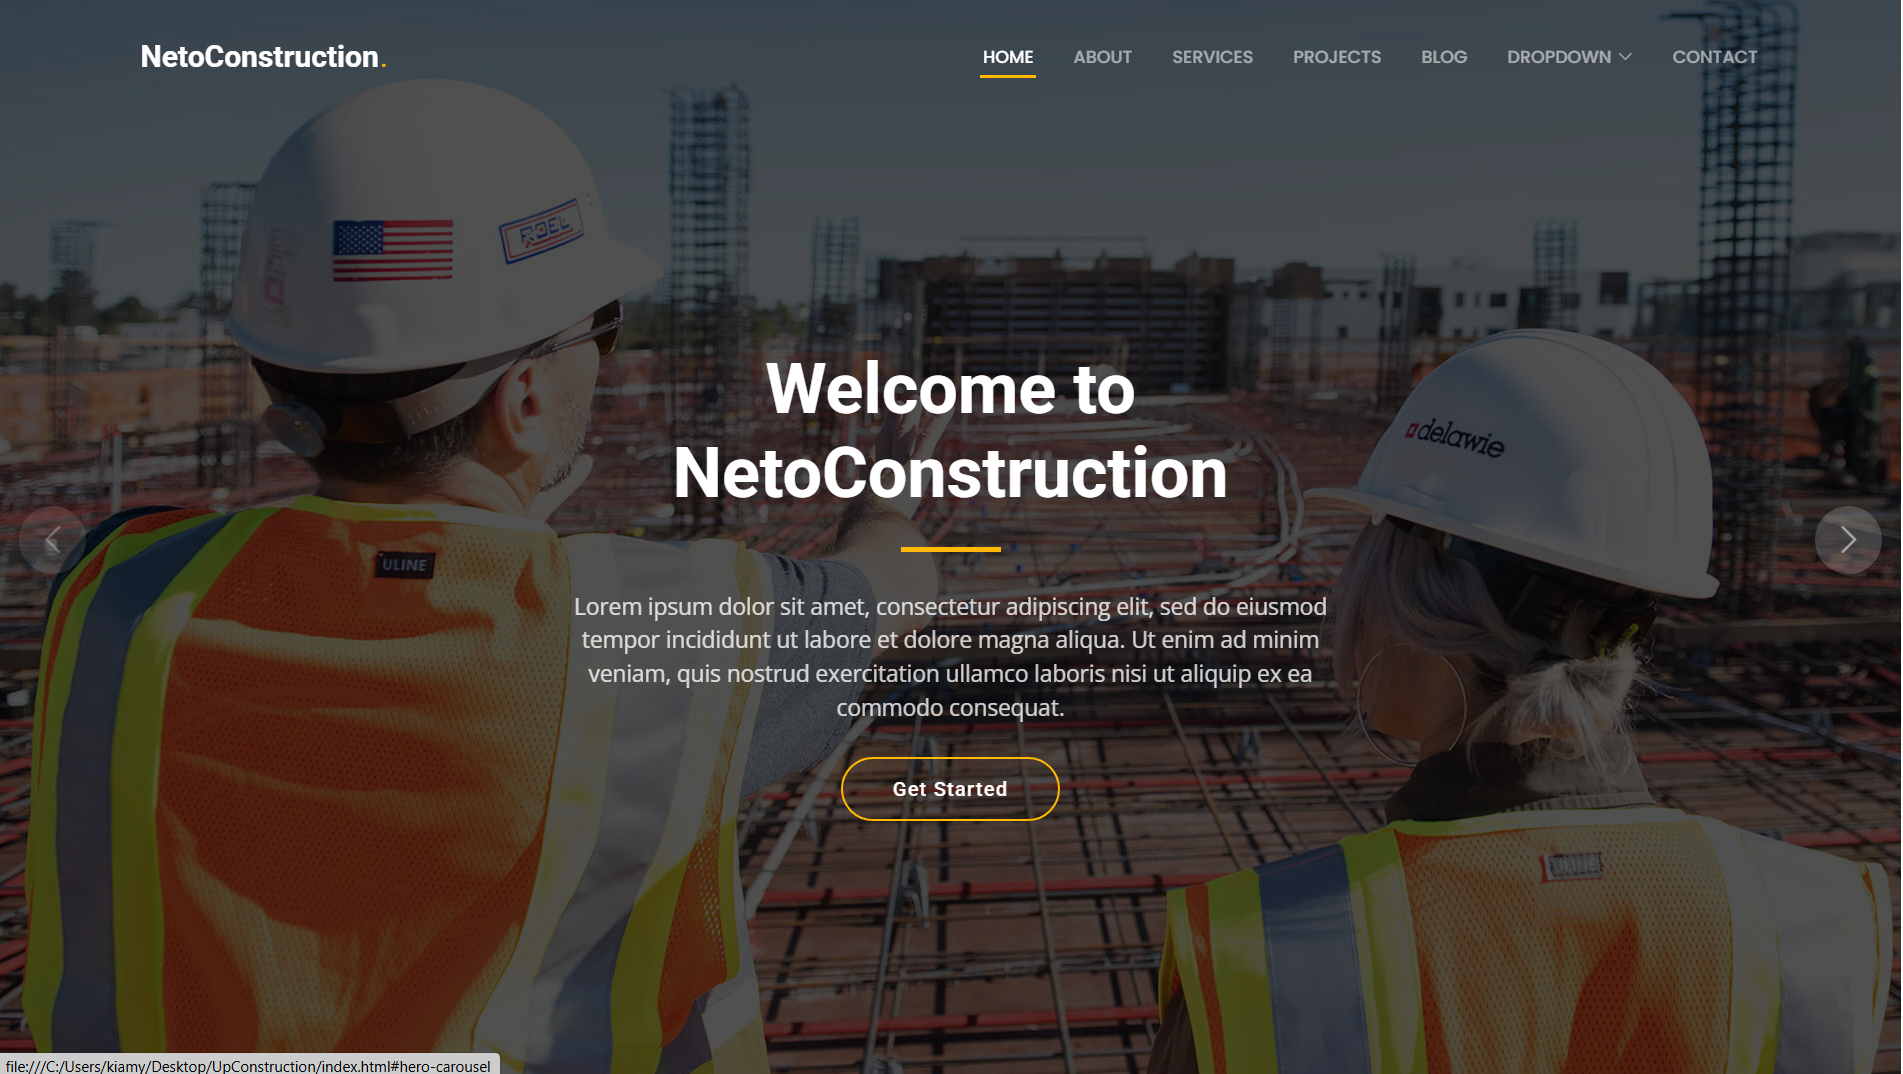 NetoConstruction.
HOME ABOUT SERVICES PROJECTS BLOG DROPDOWN CONTACT
ROEL
Welcome to
NetoConstruction
delawie
ULINE
Lorem ipsum dolor sit amet, consectetur adipiscing elit, sed do eiusmod
tempor incididunt ut labore et dolore magna aliqua. Ut enim ad minim
veniam, quis nostrud exercitation ullamco laboris nisi ut aliquip ex ea
commodo consequat.
Get Started
ULINE
file:///C:/Users/kiamy/Desktop/UpConstruction/index.html#hero-carousel